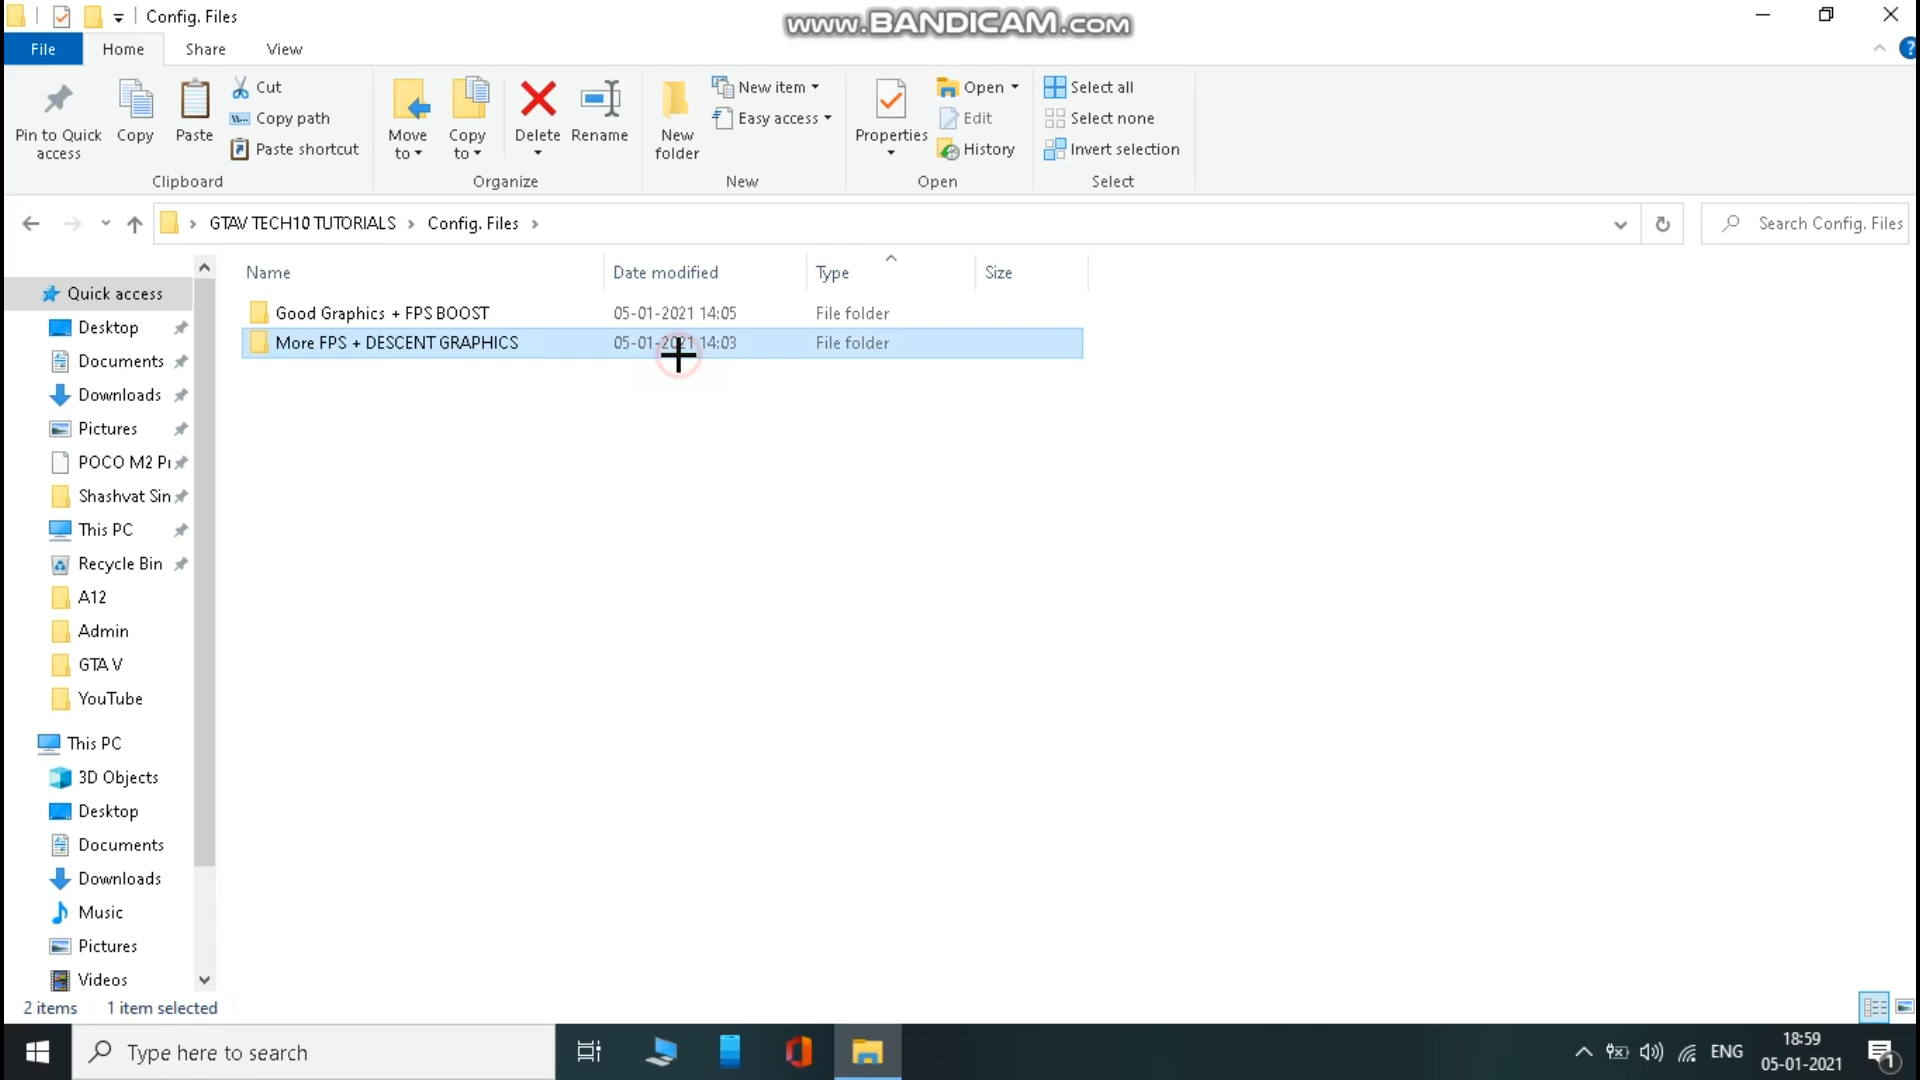 Config. Files
www.BANDICAM.com
File
Home
Share
View
?
Pin to Quick access
Copy
Paste
Cut
Copy path
Paste shortcut
Clipboard
Move to
Copy to
Delete
Rename
Organize
New folder
New item
Easy access
New
Properties
Open
Edit
History
Open
Select all
Select none
Invert selection
Select
GTAV TECH10 TUTORIALS
Config. Files
Search Config. Files
Name
Date modified
Type
Size
Good Graphics + FPS BOOST 05-01-2021 14:05 File folder
More FPS + DESCENT GRAPHICS 05-01-2021 14:03 File folder
Quick access
Desktop
Documents
Downloads
Pictures
POCO M2 Pr
Shashvat Sin
This PC
Recycle Bin
A12
Admin
GTA V
YouTube
This PC
3D Objects
Desktop
Documents
Downloads
Music
Pictures
Videos
2 items
1 item selected
Type here to search
ENG
18:59
05-01-2021
1